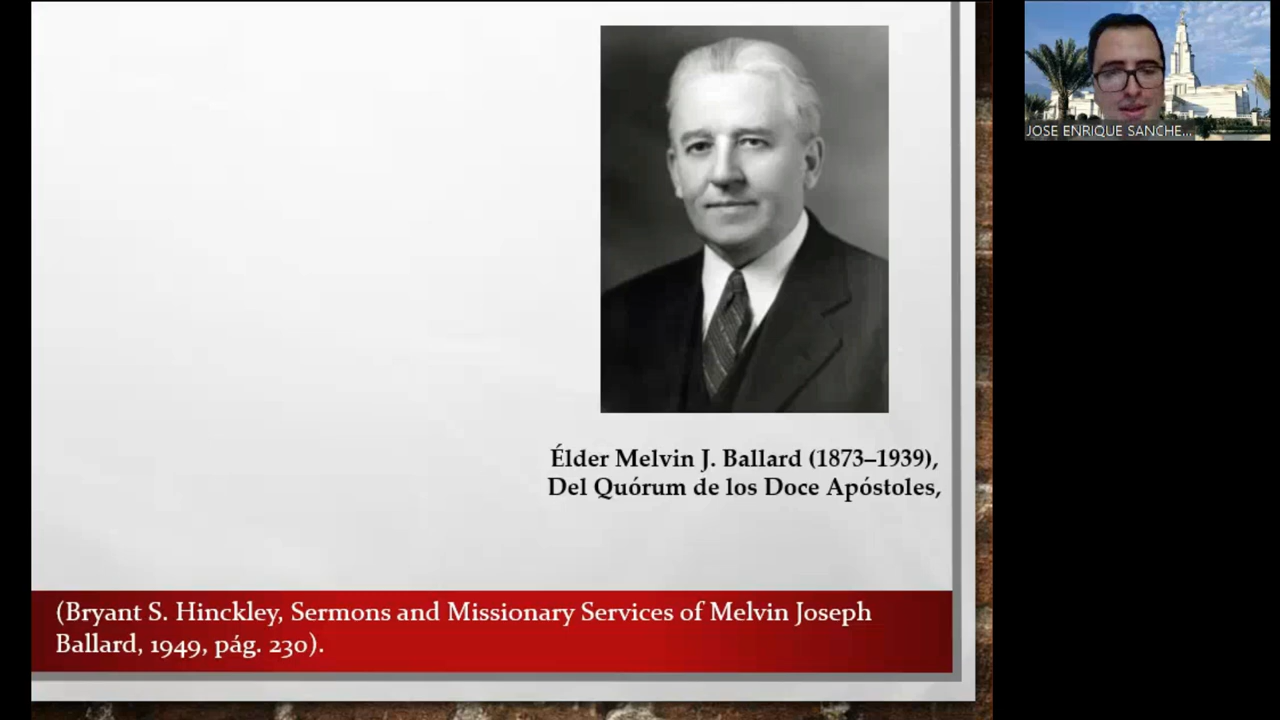 JOSE ENRIQUE SANCHE...
Élder Melvin J. Ballard (1873–1939),
Del Quórum de los Doce Apóstoles,
(Bryant S. Hinckley, Sermons and Missionary Services of Melvin Joseph
Ballard, 1949, pág. 230).